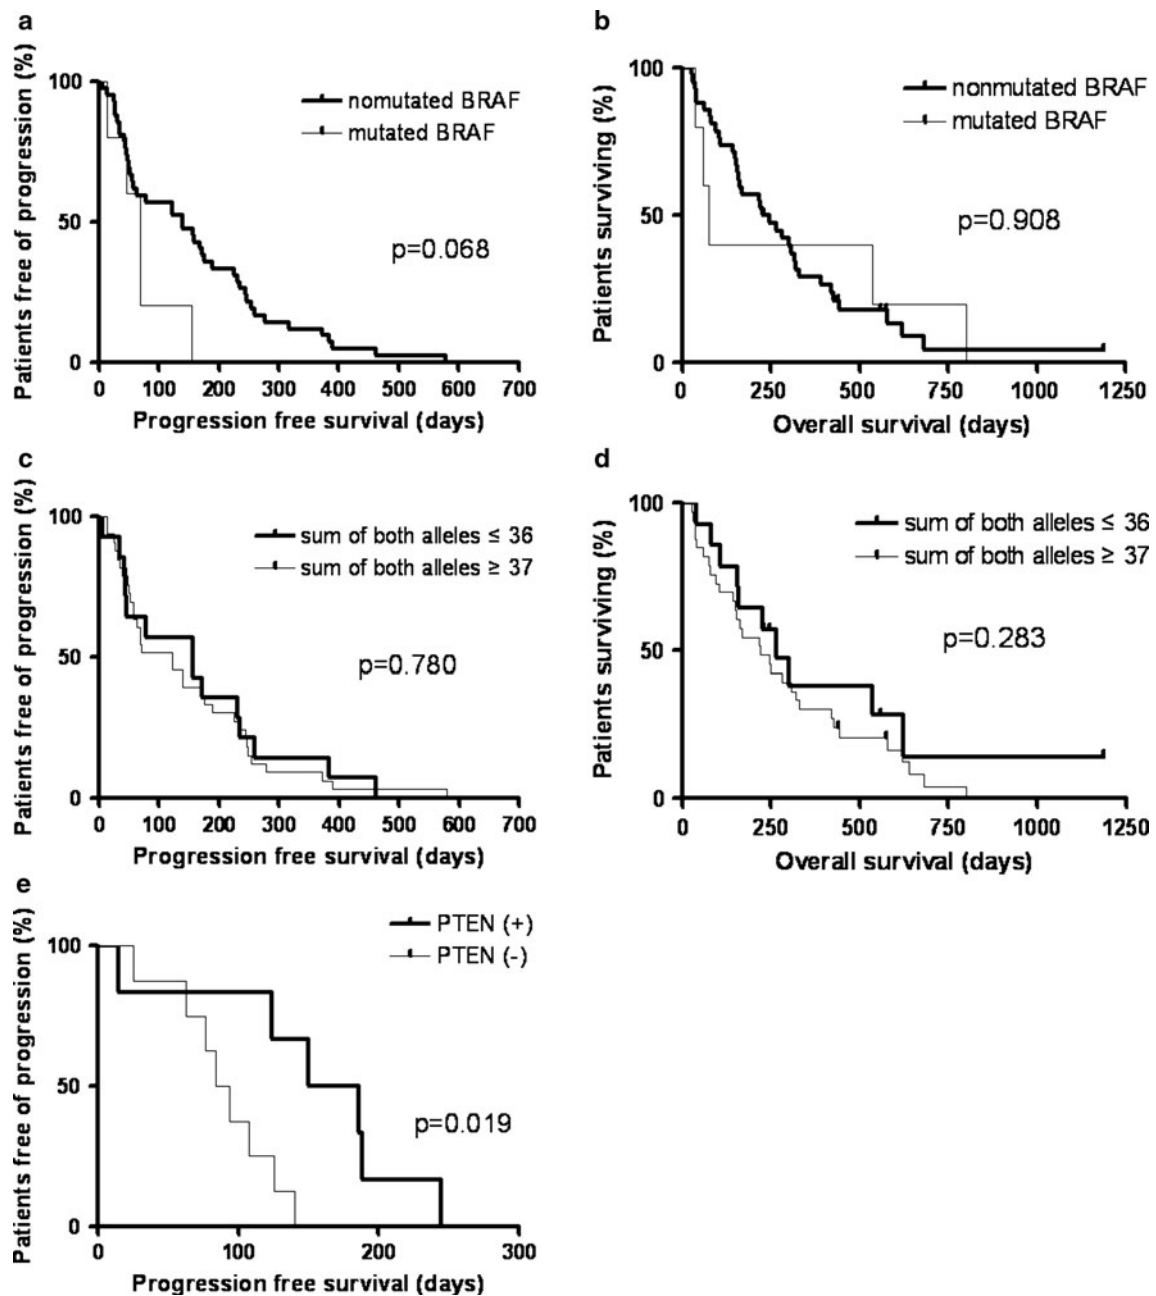 a
Patients free of progression (%)
100
50
0
nomutated BRAF
mutated BRAF
p=0.068
0 100 200 300 400 500 600 700
Progression free survival (days)
b
Patients surviving (%)
100
50
0
nonmutated BRAF
mutated BRAF
p=0.908
0 250 500 750 1000 1250
Overall survival (days)
c
Patients free of progression (%)
100
50
0
sum of both alleles ≤ 36
sum of both alleles ≥ 37
p=0.780
0 100 200 300 400 500 600 700
Progression free survival (days)
d
Patients surviving (%)
100
50
0
sum of both alleles ≤ 36
sum of both alleles ≥ 37
p=0.283
0 250 500 750 1000 1250
Overall survival (days)
e
Patients free of progression (%)
100
50
0
PTEN (+)
PTEN (-)
p=0.019
0 100 200 300
Progression free survival (days)